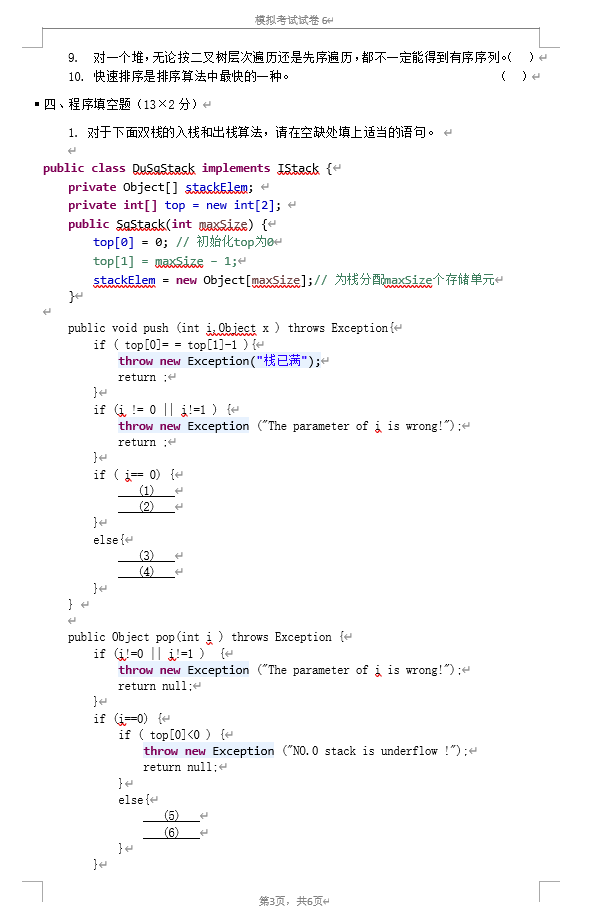 模拟考试试卷 6
9. 对一个堆,无论按二叉树层次遍历还是先序遍历,都不一定能得到有序序列。( )
10. 快速排序是排序算法中最快的一种。 ( )
四、程序填空题（13×2 分）
1. 对于下面双栈的入栈和出栈算法，请在空缺处填上适当的语句。
public class DuSqStack implements IStack {
private Object[] stackElem;
private int[] top = new int[2];
public SqStack(int maxSize) {
top[0] = 0; // 初始化top为0
top[1] = maxSize – 1;
stackElem = new Object[maxSize];// 为栈分配maxSize个存储单元
}
public void push (int i,Object x ) throws Exception{
if ( top[0]= = top[1]-1 ){
throw new Exception("栈已满");
return ;
}
if (i != 0 || i!=1 ) {
throw new Exception ("The parameter of i is wrong!");
return ;
}
if ( i== 0) {
(1)
(2)
}
else{
(3)
(4)
}
}
public Object pop(int i ) throws Exception {
if (i!=0 || i!=1 ) {
throw new Exception ("The parameter of i is wrong!");
return null;
}
if (i==0) {
if ( top[0]<0 ) {
throw new Exception ("NO.0 stack is underflow !");
return null;
}
else{
(5)
(6)
}
}
第3页，共6页